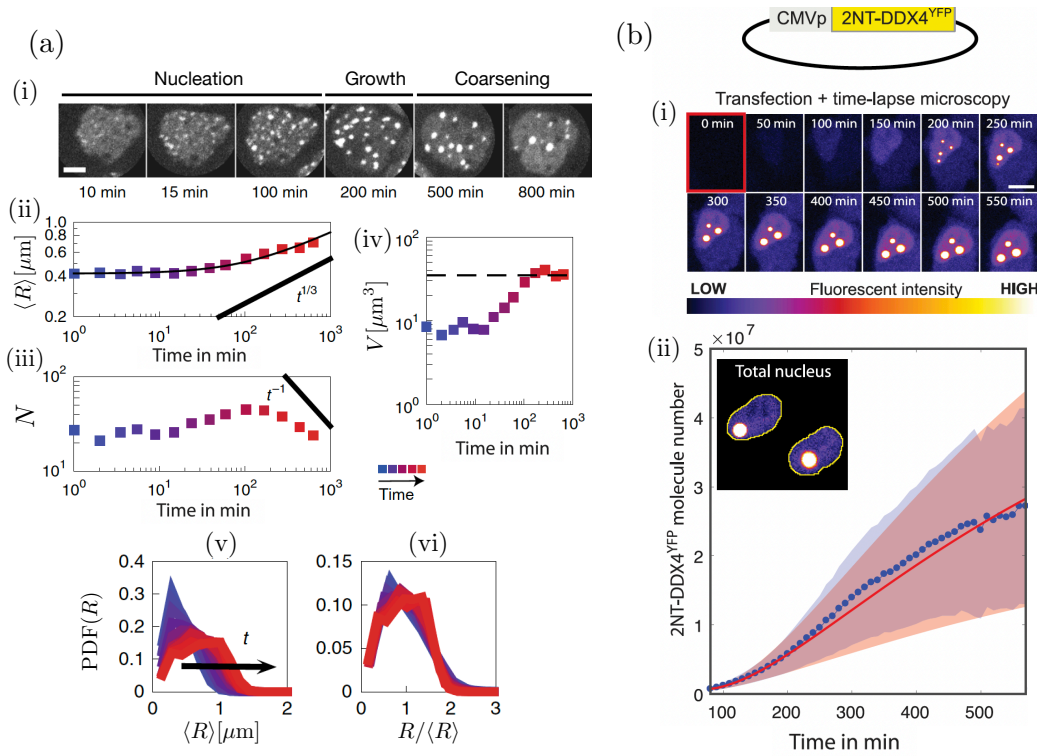 (a)
(i)
Nucleation Growth Coarsening
10 min 15 min 100 min 200 min 500 min 800 min
(ii)
⟨R⟩[μm]
1.0
0.8
0.6
0.4
0.2
t^{1/3}
10^0 10^1 10^2 10^3
Time in min
(iii)
N
10^2
10^1
t^{-1}
10^0 10^1 10^2 10^3
Time in min
(iv)
V[μm^3]
10^2
10^1
10^0
10^0 10^1 10^2 10^3
Time in min
Time
(v)
PDF(R)
0.4
0.3
0.2
0.1
0
t
0 1 2
⟨R⟩[μm]
(vi)
0.10
0.05
0
0 1 2 3
R/⟨R⟩
(b)
CMVp 2NT-DDX4^{YFP}
(i)
Transfection + time-lapse microscopy
0 min 50 min 100 min 150 min 200 min 250 min
300 350 400 min 450 min 500 min 550 min
LOW Fluorescent intensity HIGH
(ii)
5 ×10^7
4
3
2
1
0
2NT-DDX4^{YFP} molecule number
Total nucleus
100 200 300 400 500
Time in min